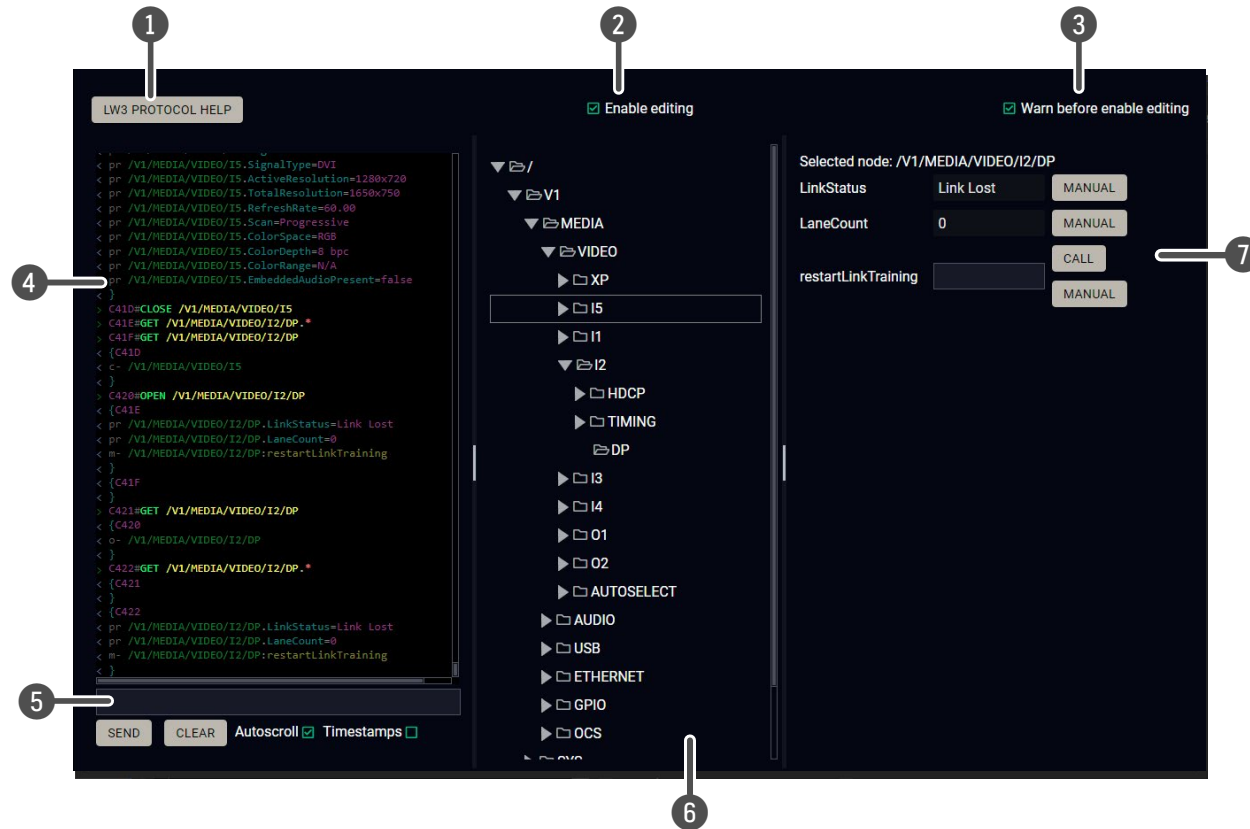 1
2
3
LW3 PROTOCOL HELP
Enable editing
Warn before enable editing
< pr /V1/MEDIA/VIDEO/I5.SignalType=DVI
< pr /V1/MEDIA/VIDEO/I5.ActiveResolution=1280x720
< pr /V1/MEDIA/VIDEO/I5.TotalResolution=1650x750
< pr /V1/MEDIA/VIDEO/I5.RefreshRate=60.00
< pr /V1/MEDIA/VIDEO/I5.Scan=Progressive
< pr /V1/MEDIA/VIDEO/I5.ColorSpace=RGB
< pr /V1/MEDIA/VIDEO/I5.ColorDepth=8 bpc
< pr /V1/MEDIA/VIDEO/I5.ColorRange=N/A
4
pr /V1/MEDIA/VIDEO/I5.EmbeddedAudioPresent=false
< }
> C41D#CLOSE /V1/MEDIA/VIDEO/I5
> C41E#GET /V1/MEDIA/VIDEO/I2/DP.*
> C41F#GET /V1/MEDIA/VIDEO/I2/DP
< {C41D
< c- /V1/MEDIA/VIDEO/I5
< }
> C420#OPEN /V1/MEDIA/VIDEO/I2/DP
< {C41E
< pr /V1/MEDIA/VIDEO/I2/DP.LinkStatus=Link Lost
< pr /V1/MEDIA/VIDEO/I2/DP.LaneCount=0
< m- /V1/MEDIA/VIDEO/I2/DP:restartLinkTraining
< }
< {C41F
< }
> C421#GET /V1/MEDIA/VIDEO/I2/DP
< {C420
< o- /V1/MEDIA/VIDEO/I2/DP
< }
> C422#GET /V1/MEDIA/VIDEO/I2/DP.*
< {C421
< }
< {C422
< pr /V1/MEDIA/VIDEO/I2/DP.LinkStatus=Link Lost
< pr /V1/MEDIA/VIDEO/I2/DP.LaneCount=0
< m- /V1/MEDIA/VIDEO/I2/DP:restartLinkTraining
< }
5
SEND CLEAR Autoscroll Timestamps
/
V1
MEDIA
VIDEO
XP
I5
I1
I2
HDCP
TIMING
DP
I3
I4
O1
O2
AUTOSELECT
AUDIO
USB
ETHERNET
GPIO
OCS
6
Selected node: /V1/MEDIA/VIDEO/I2/DP
LinkStatus Link Lost MANUAL
LaneCount 0 MANUAL
CALL
7
restartLinkTraining
MANUAL